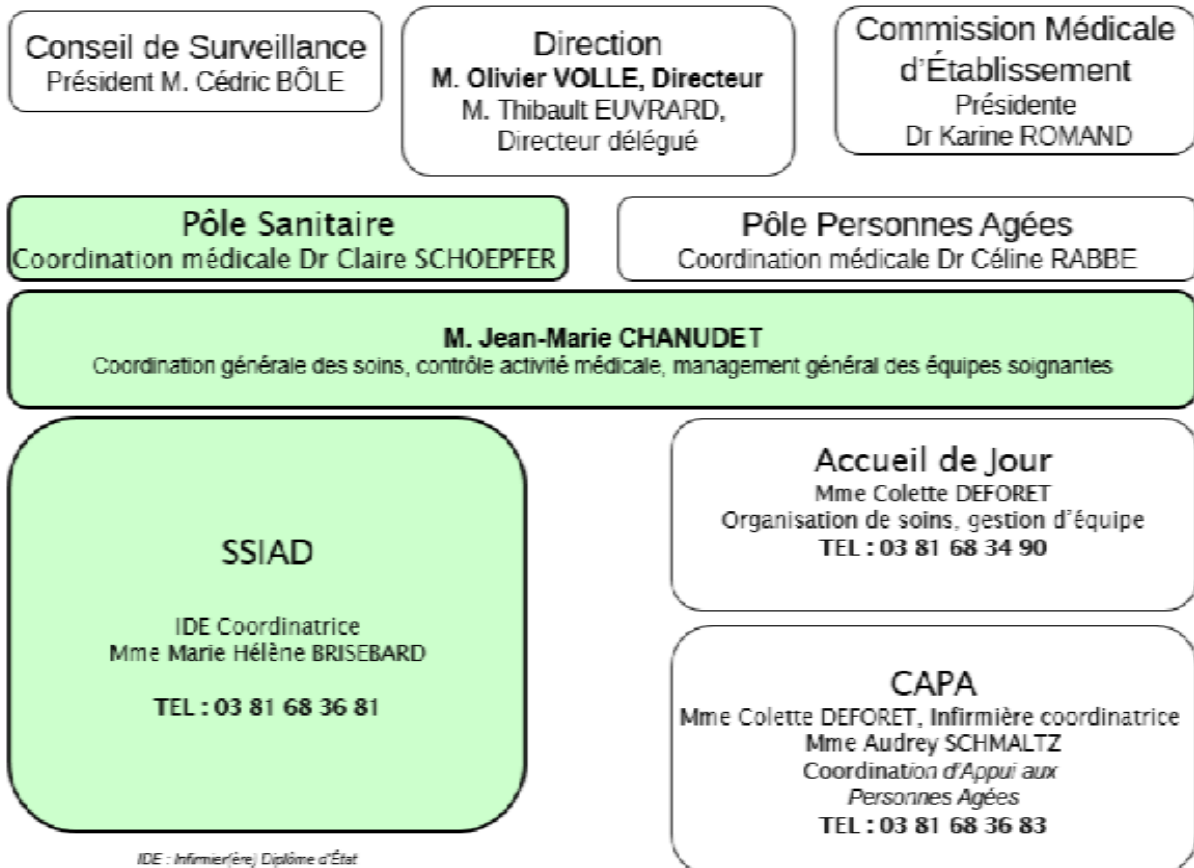 Conseil de Surveillance
Président M. Cédric BÔLE
Direction
M. Olivier VOLLE, Directeur
M. Thibault EUVRARD,
Directeur délégué
Commission Médicale
d'Établissement
Présidente
Dr Karine ROMAND
Pôle Sanitaire
Coordination médicale Dr Claire SCHOEPFER
Pôle Personnes Agées
Coordination médicale Dr Céline RABBE
M. Jean-Marie CHANUDET
Coordination générale des soins, contrôle activité médicale, management général des équipes soignantes
SSIAD
IDE Coordinatrice
Mme Marie Hélène BRISEBARD
TEL : 03 81 68 36 81
Accueil de Jour
Mme Colette DEFORET
Organisation de soins, gestion d'équipe
TEL : 03 81 68 34 90
CAPA
Mme Colette DEFORET, Infirmière coordinatrice
Mme Audrey SCHMALTZ
Coordination d'Appui aux
Personnes Agées
TEL : 03 81 68 36 83
IDE : Infirmier(ère) Diplôme d'État